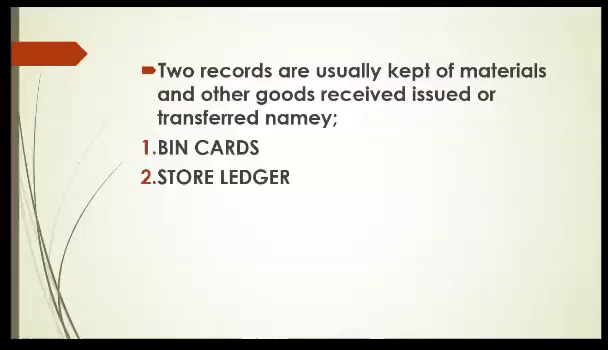 Two records are usually kept of materials
and other goods received issued or
transferred namey;
1.BIN CARDS
2.STORE LEDGER